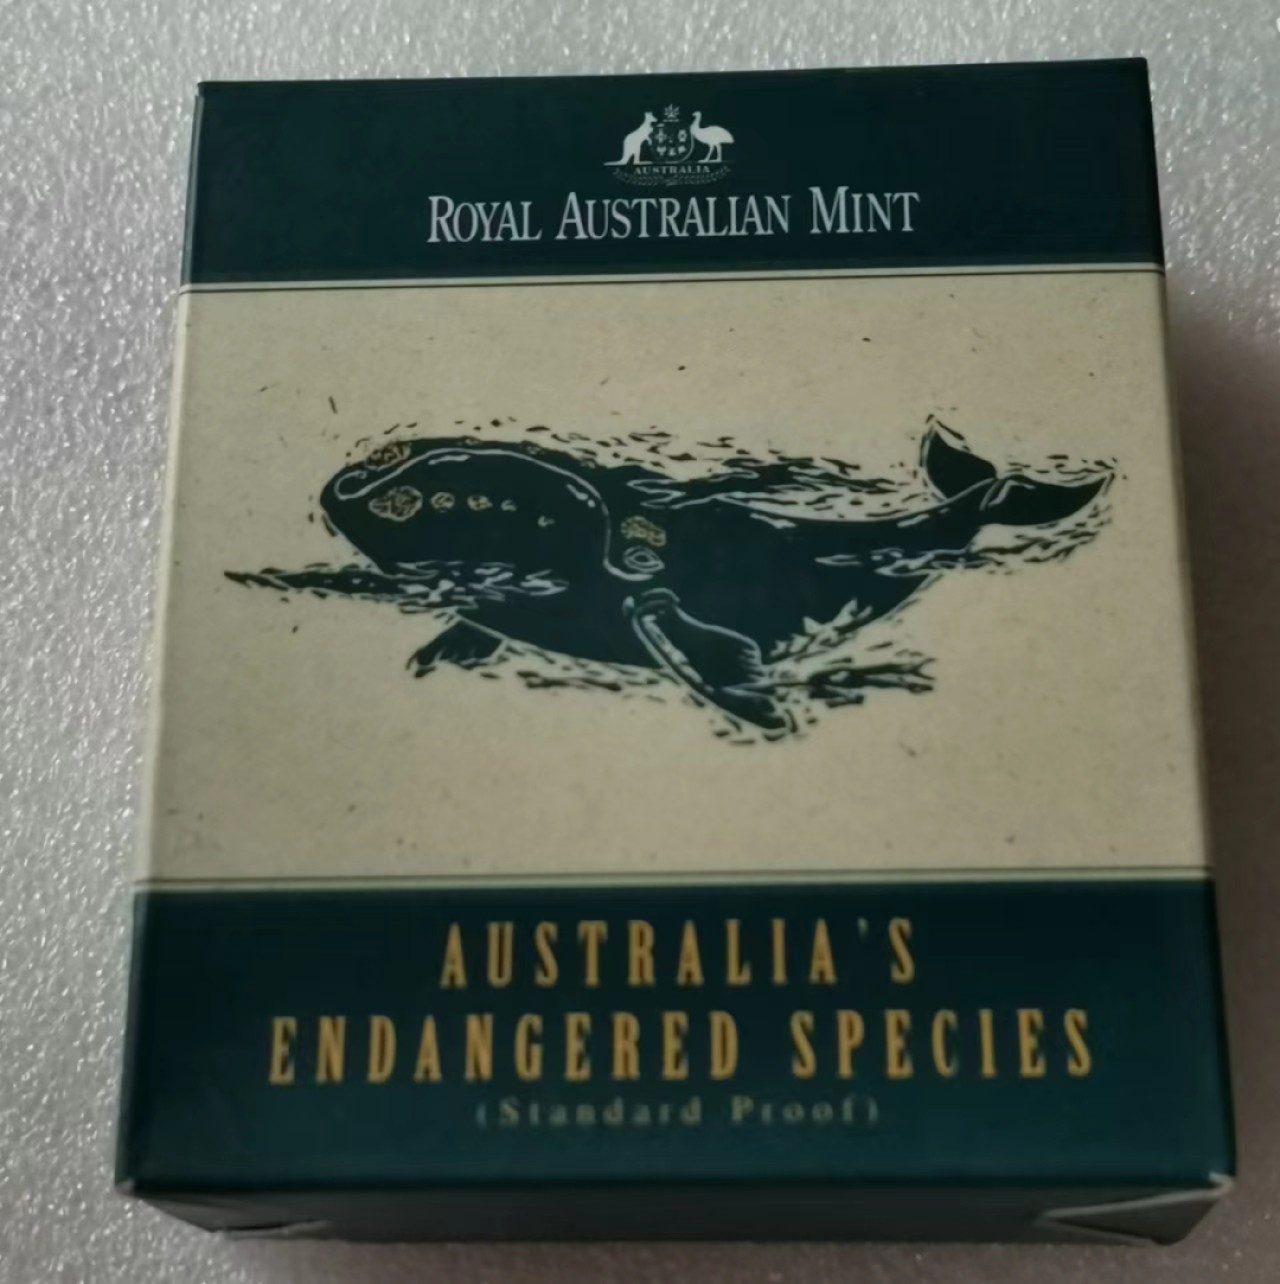 AUSTRALIA
ROYAL AUSTRALIAN MINT
AUSTRALIA'S
ENDANGERED SPECIES
(Standard Proof)